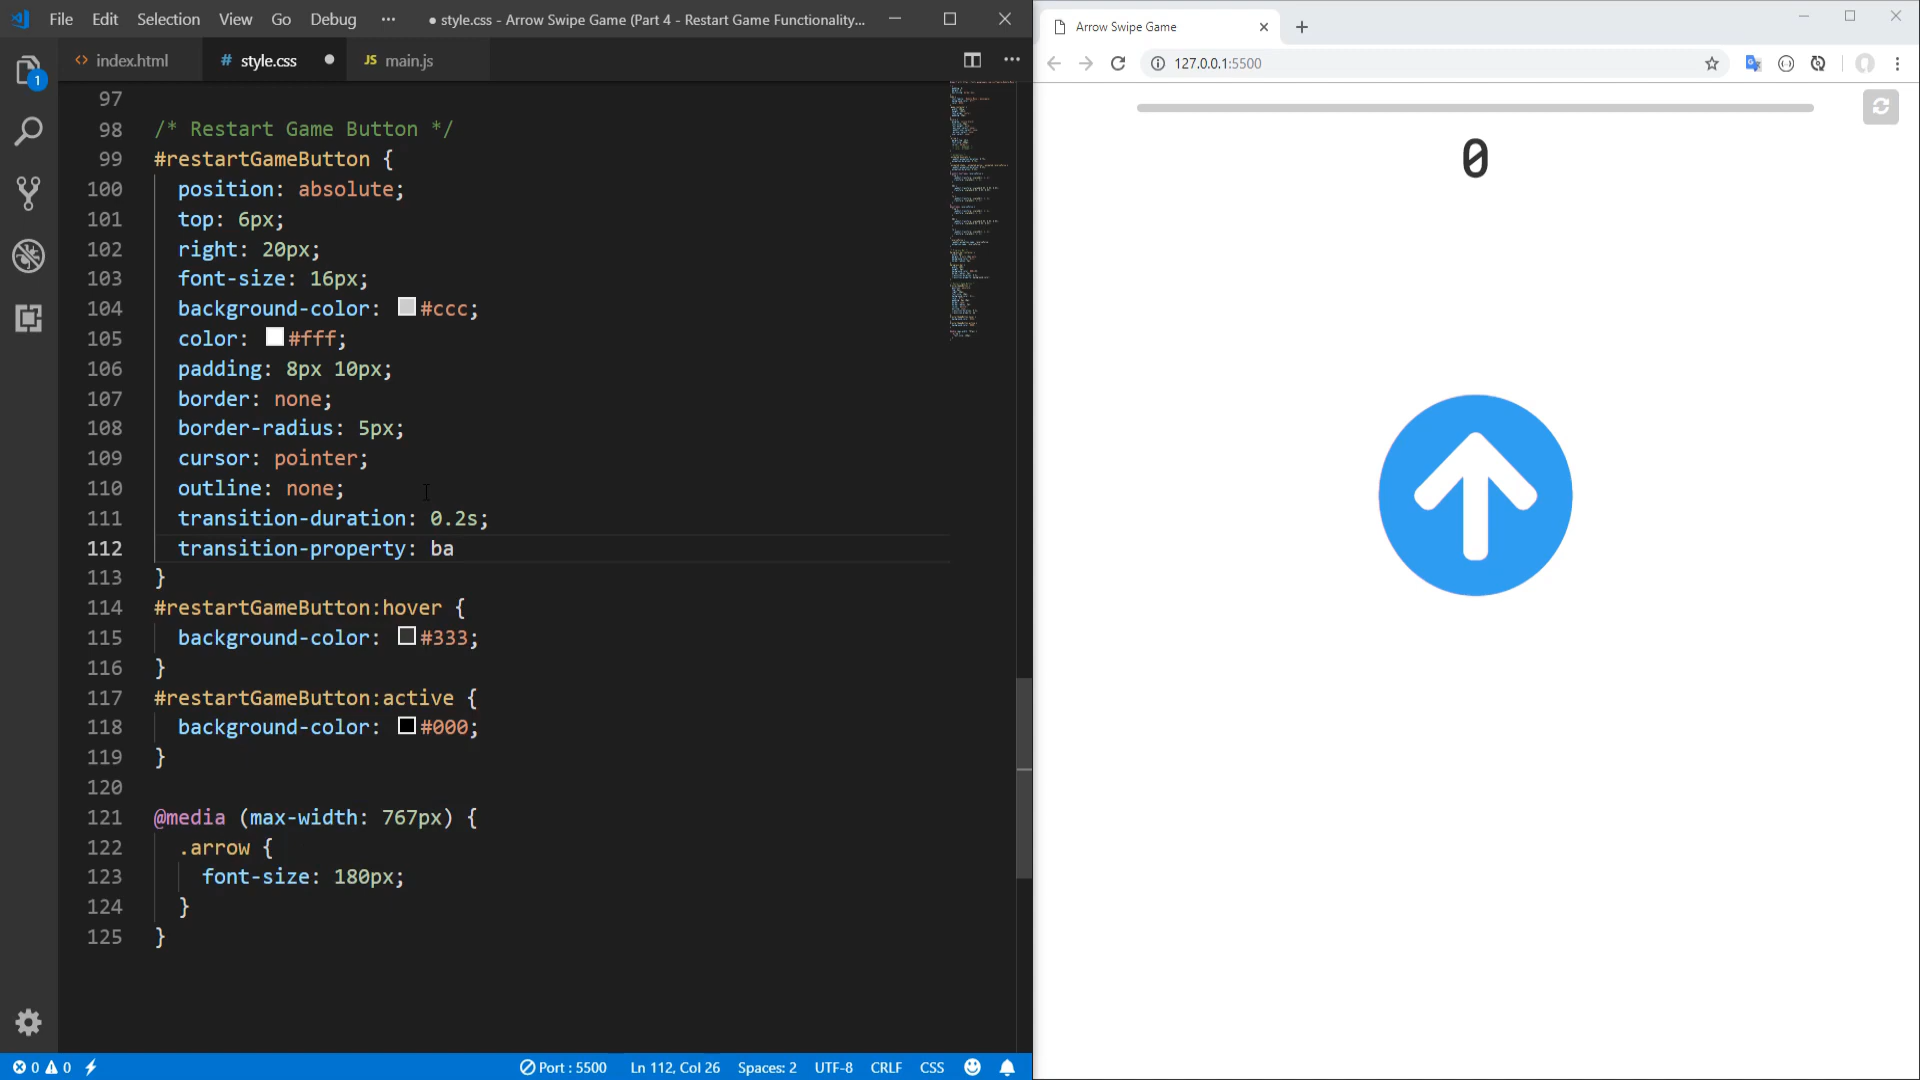 File Edit Selection View Go Debug ··· ● style.css - Arrow Swipe Game (Part 4 - Restart Game Functionality...
index.html # style.css JS main.js
1
97
98 /* Restart Game Button */
99 #restartGameButton {
100 position: absolute;
101 top: 6px;
102 right: 20px;
103 font-size: 16px;
104 background-color: #ccc;
105 color: #fff;
106 padding: 8px 10px;
107 border: none;
108 border-radius: 5px;
109 cursor: pointer;
110 outline: none;
111 transition-duration: 0.2s;
112 transition-property: ba
113 }
114 #restartGameButton:hover {
115 background-color: #333;
116 }
117 #restartGameButton:active {
118 background-color: #000;
119 }
120
121 @media (max-width: 767px) {
122 .arrow {
123 font-size: 180px;
124 }
125 }
0 0 Port : 5500 Ln 112, Col 26 Spaces: 2 UTF-8 CRLF CSS
Arrow Swipe Game
127.0.0.1:5500
0